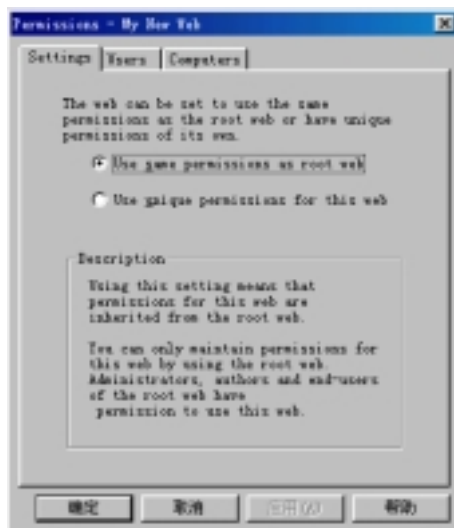 Permissions - My New Web
Settings Users Computers
The web can be set to use the same
permissions as the root web or have unique
permissions of its own.
Use same permissions as root web
Use unique permissions for this web
Description
Using this setting means that
permissions for this web are
inherited from the root web.
You can only maintain permissions for
this web by using the root web.
Administrators, authors and end-users
of the root web have
permission to use this web.
确定 取消 应用(A) 帮助